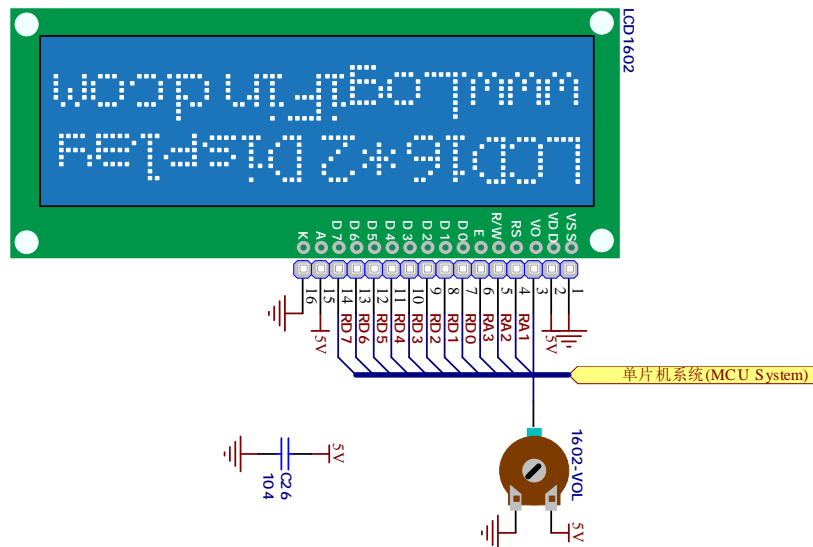 LCD1602
LCD16*2 Display
K A D7 D6 D5 D4 D3 D2 D1 D0 E R/W RS VO VDD VSS
16 15 14 13 12 11 10 9 8 7 6 5 4 3 2 1
5V RD7 RD6 RD5 RD4 RD3 RD2 RD1 RD0 RA3 RA2 RA1 5V
单片机系统(MCU System)
5V
C26
104
1602-VOL
5V